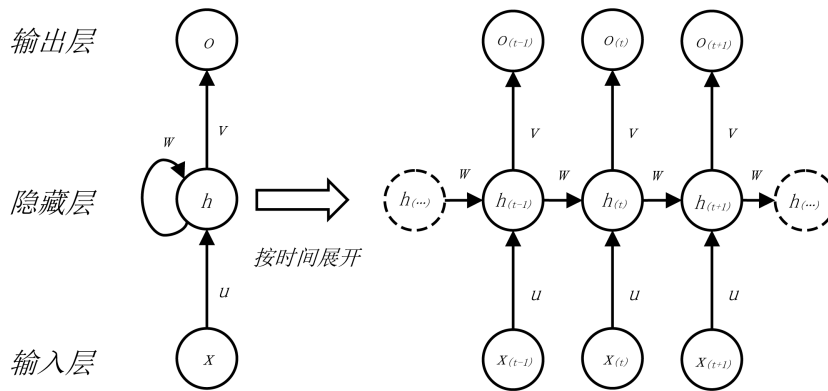 输出层 O O(t-1) O(t) O(t+1)
V V V V
W W W W W
隐藏层 h h(…) h(t-1) h(t) h(t+1) h(…)
按时间展开
u u u u
输入层 X X(t-1) X(t) X(t+1)